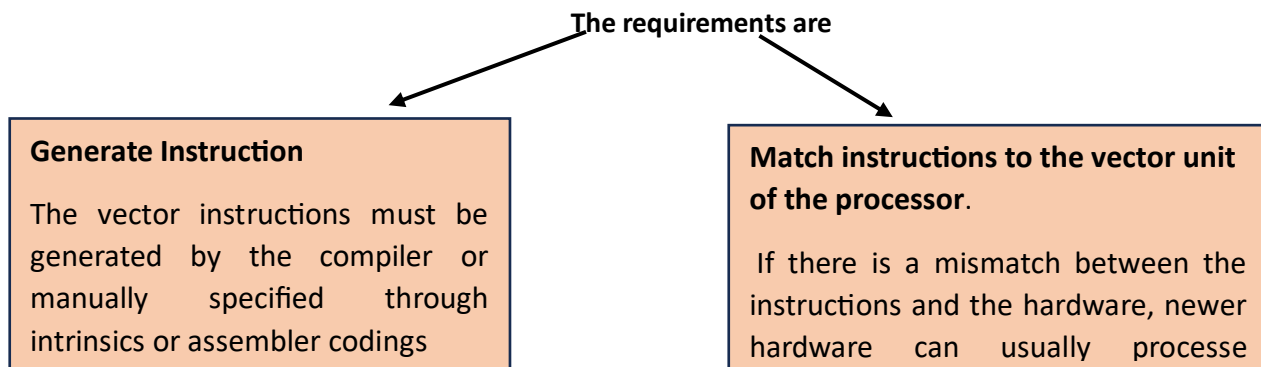 The requirements are
Generate Instruction
The vector instructions must be
generated by the compiler or
manually specified through
intrinsics or assembler codings
Match instructions to the vector unit
of the processor.
If there is a mismatch between the
instructions and the hardware, newer
hardware can usually processe